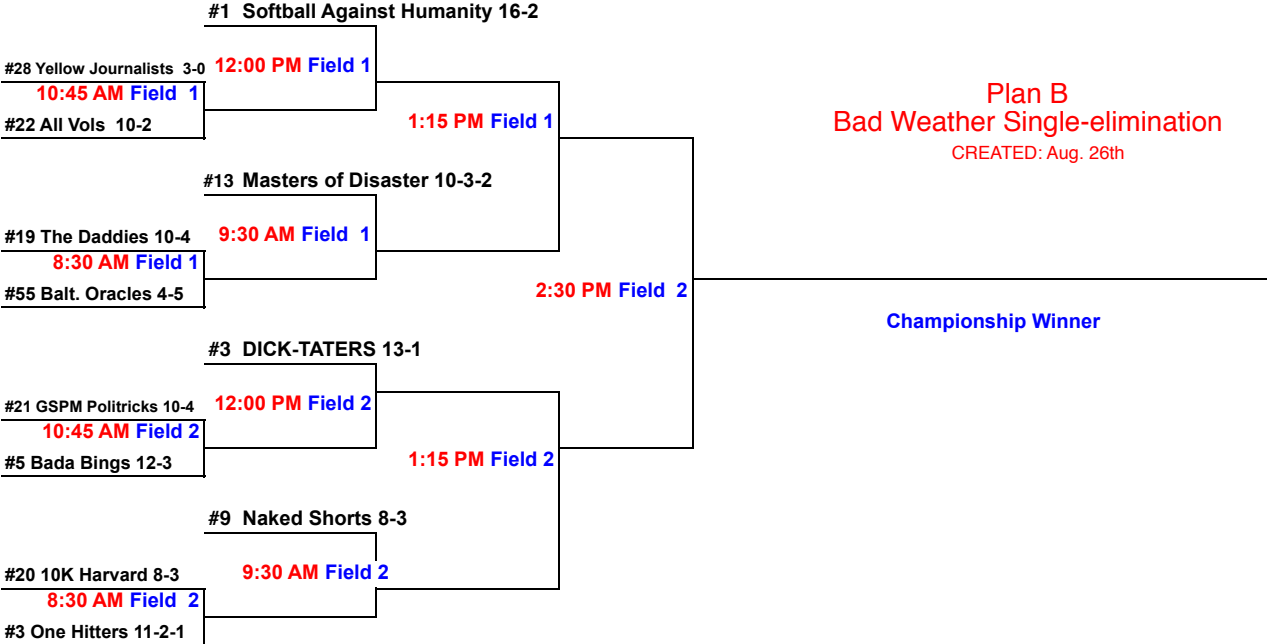 #1 Softball Against Humanity 16-2
#28 Yellow Journalists 3-0
12:00 PM Field 1
10:45 AM Field 1
#22 All Vols 10-2
1:15 PM Field 1
Plan B
Bad Weather Single-elimination
CREATED: Aug. 26th
#13 Masters of Disaster 10-3-2
#19 The Daddies 10-4
9:30 AM Field 1
8:30 AM Field 1
#55 Balt. Oracles 4-5
2:30 PM Field 2
Championship Winner
#3 DICK-TATERS 13-1
#21 GSPM Politricks 10-4
12:00 PM Field 2
10:45 AM Field 2
#5 Bada Bings 12-3
1:15 PM Field 2
#9 Naked Shorts 8-3
#20 10K Harvard 8-3
9:30 AM Field 2
8:30 AM Field 2
#3 One Hitters 11-2-1